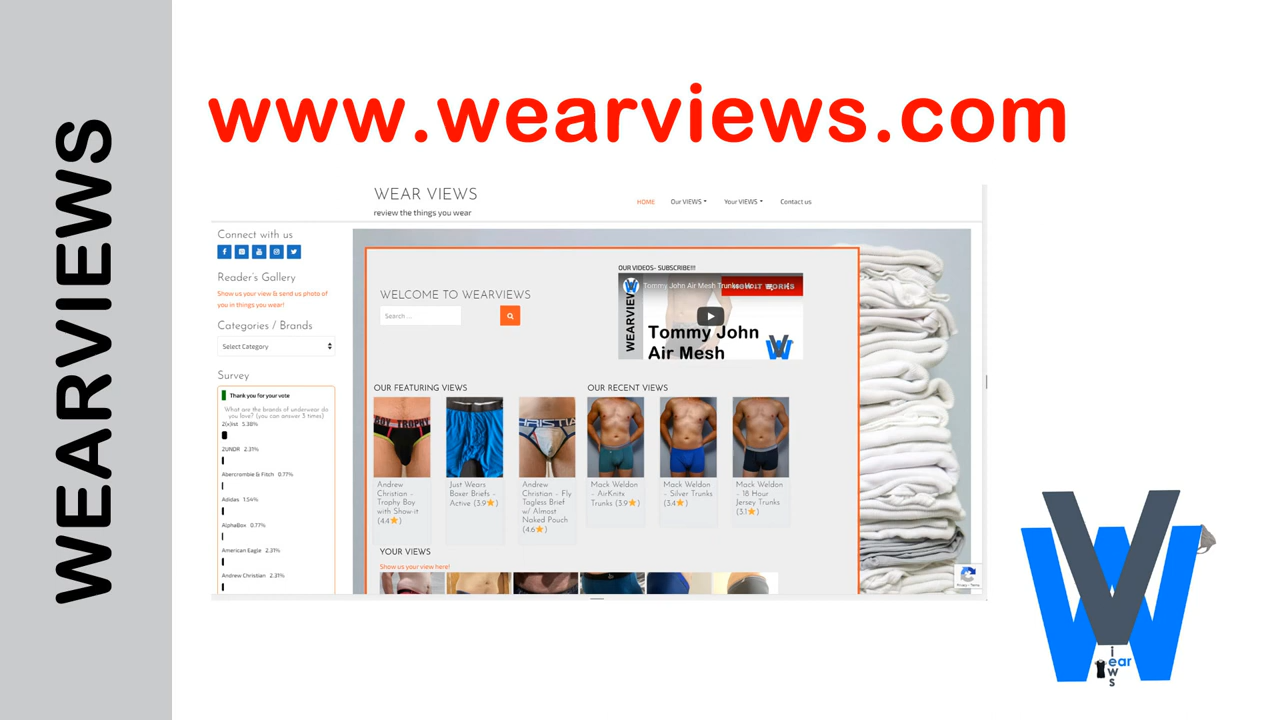 WEARVIEWS
www.wearviews.com
WEAR VIEWS
review the things you wear
HOME
Our VIEWS
Your VIEWS
Contact us
Connect with us
Reader's Gallery
Show us your view & send us photo of
you in things you wear!
Categories / Brands
Select Category
Survey
Thank you for your vote
What are the brands of underwear do
you love? (you can answer 3 times)
2(x)ist 5.38%
2UNDR 2.31%
Abercrombie & Fitch 0.77%
Adidas 1.54%
AlphaBox 0.77%
American Eagle 2.31%
Andrew Christian 2.31%
WELCOME TO WEARVIEWS
Search ...
OUR VIDEOS- SUBSCRIBE!!!
Tommy John Air Mesh Trunks
WEARVIEW
Tommy John
Air Mesh
OUR FEATURING VIEWS
Andrew
Christian - Trophy Boy
with Show-it
(4.4⭐)
Just Wears
Boxer Briefs -
Active (3.9⭐)
Andrew
Christian - Fly
Tagless Brief
w/ Almost
Naked Pouch
(4.6⭐)
OUR RECENT VIEWS
Mack Weldon
- AirKnitx
Trunks (3.9⭐)
Mack Weldon
- Silver Trunks
(3.4⭐)
Mack Weldon
- 18 Hour
Jersey Trunks
(3.1⭐)
YOUR VIEWS
Show us your view here!
Privacy - Terms
W
V
iews
ear